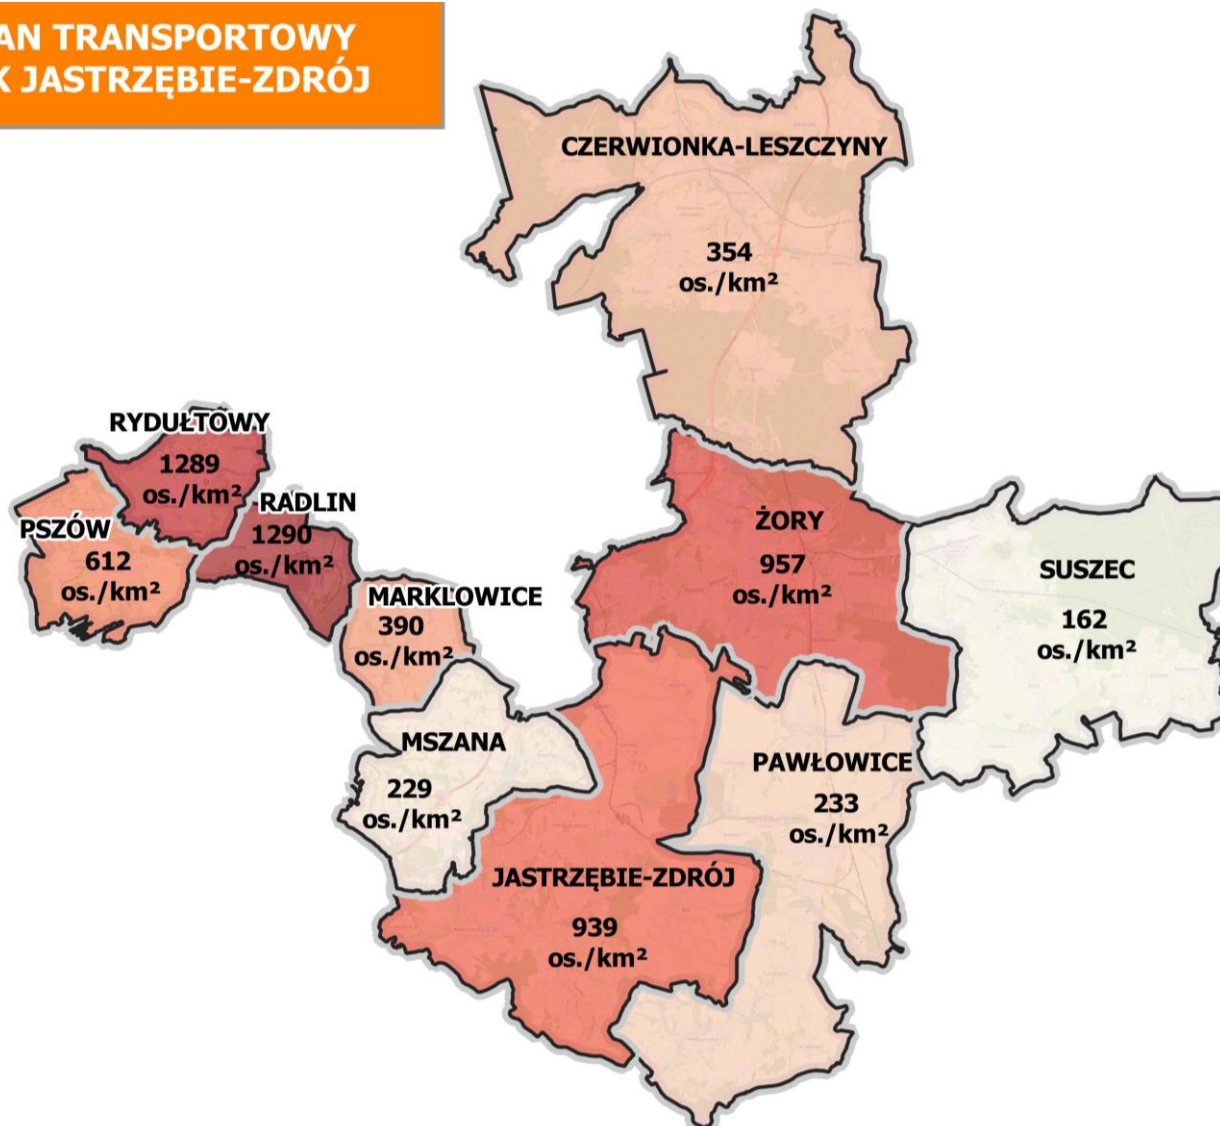 AN TRANSPORTOWY
K JASTRZĘBIE-ZDRÓJ
CZERWIONKA-LESZCZYNY
354
os./km²
RYDUŁTOWY
1289
os./km²
RADLIN
1290
os./km²
PSZÓW
612
os./km²
MARKLOWICE
390
os./km²
ŻORY
957
os./km²
SUSZEC
162
os./km²
MSZANA
229
os./km²
PAWŁOWICE
233
os./km²
JASTRZĘBIE-ZDRÓJ
939
os./km²